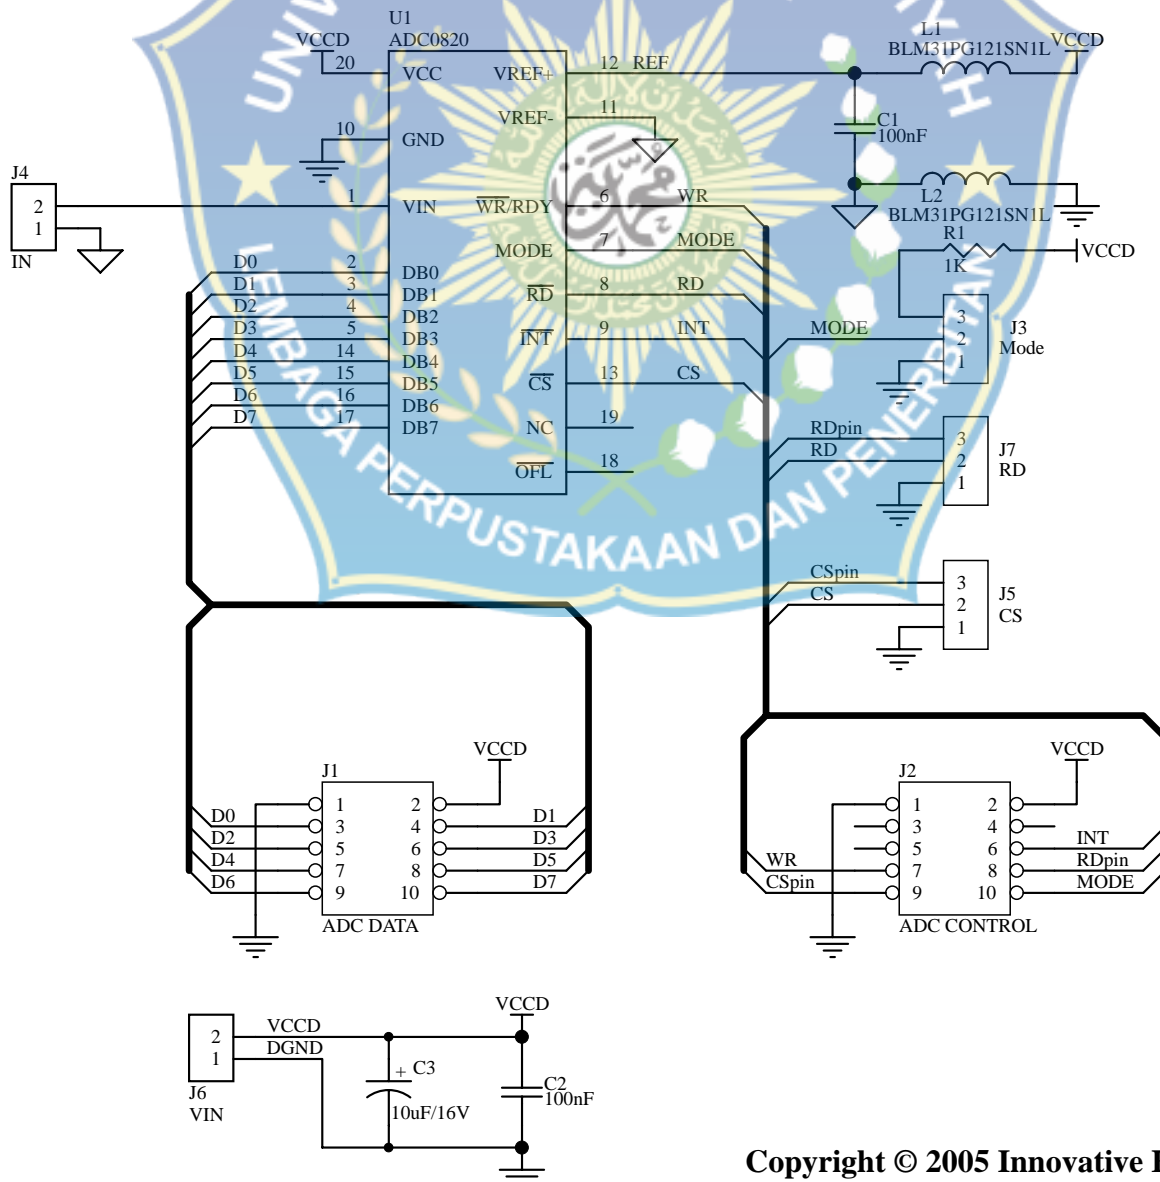 U1
ADC0820
VCCD
20 VCC
10 GND
1 VIN
2 DB0
3 DB1
4 DB2
5 DB3
14 DB4
15 DB5
16 DB6
17 DB7
VREF+ 12 REF
VREF- 11
WR/RDY 6 WR
MODE 7 MODE
RD 8 RD
INT 9 INT
CS 13 CS
NC 19
OFL 18
J4
2
1
IN
D0
D1
D2
D3
D4
D5
D6
D7
L1
BLM31PG121SN1L
VCCD
C1
100nF
L2
BLM31PG121SN1L
R1
1K
VCCD
MODE
3
2
1
J3
Mode
RDpin
RD
3
2
1
J7
RD
CSpin
CS
3
2
1
J5
CS
LEMBAGA PERPUSTAKAAN DAN PENERBITAN
J1
VCCD
1 2
D0 3 4 D1
D2 5 6 D3
D4 7 8 D5
D6 9 10 D7
ADC DATA
J2
VCCD
1 2
3 4
5 6 INT
WR 7 8 RDpin
CSpin 9 10 MODE
ADC CONTROL
VCCD
2 VCCD
1 DGND
J6
VIN
+ C3
10uF/16V
C2
100nF
Copyright © 2005 Innovative